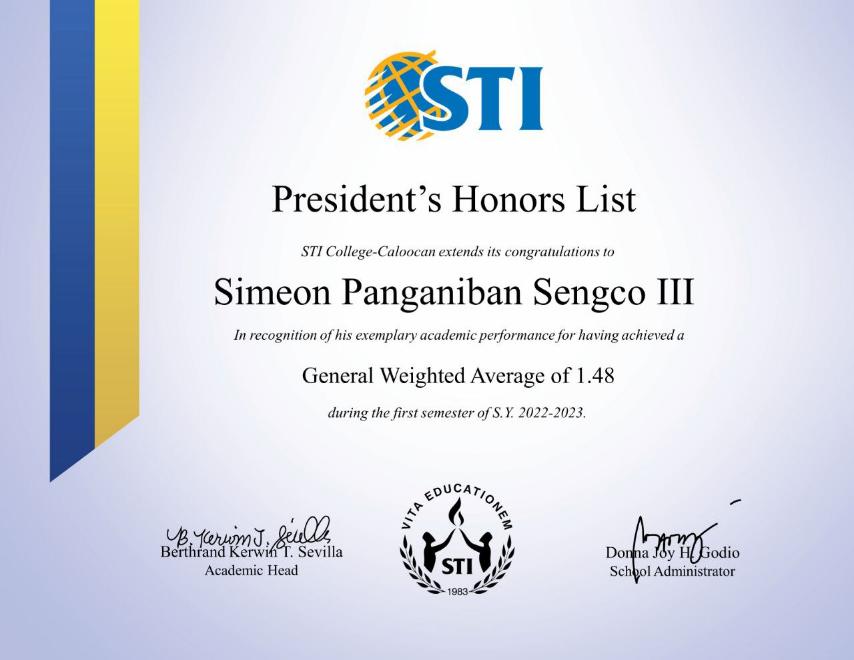 STI
President's Honors List
STI College-Caloocan extends its congratulations to
Simeon Panganiban Sengco III
In recognition of his exemplary academic performance for having achieved a
General Weighted Average of 1.48
during the first semester of S.Y. 2022-2023.
B. Kerwin T. Sevilla
Berthrand Kerwin T. Sevilla
Academic Head
VITA EDUCATIONEM
STI
1983
Donna Joy H. Godio
School Administrator